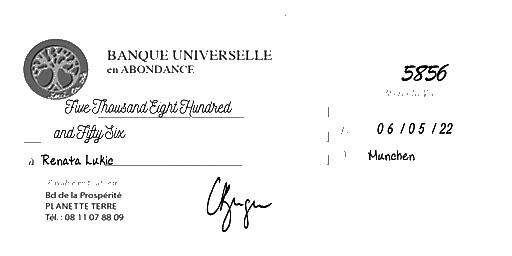 BANQUE UNIVERSELLE
en ABONDANCE
5856
Five Thousand Eight Hundred
and Fifty Six
06/05/22
à Renata Lukic
Munchen
Bd de la Prospérité
PLANETTE TERRE
Tél. : 08 11 07 88 09